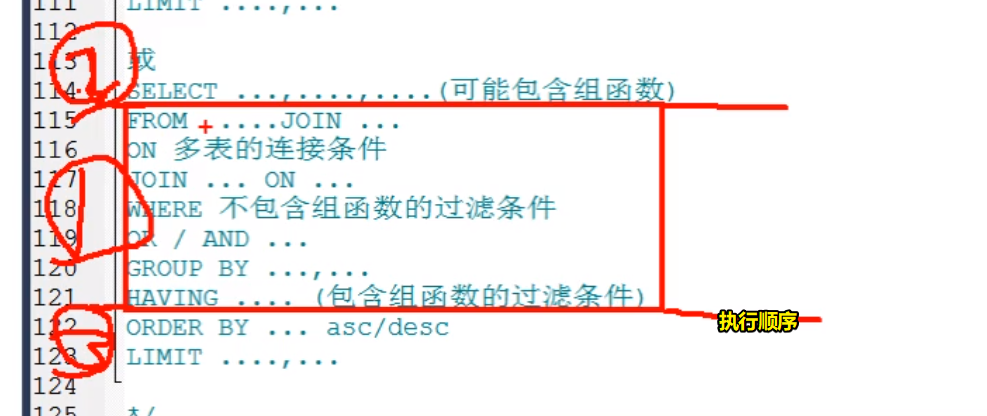 111 LIMIT ....,...
112
113 或
114 SELECT ...,....,....(可能包含组函数)
115 FROM ....JOIN ...
116 ON 多表的连接条件
117 JOIN ... ON ...
118 WHERE 不包含组函数的过滤条件
119 OR / AND ...
120 GROUP BY ...,...
121 HAVING .... (包含组函数的过滤条件)
执行顺序
122 ORDER BY ... asc/desc
123 LIMIT ....,...
124
125 */